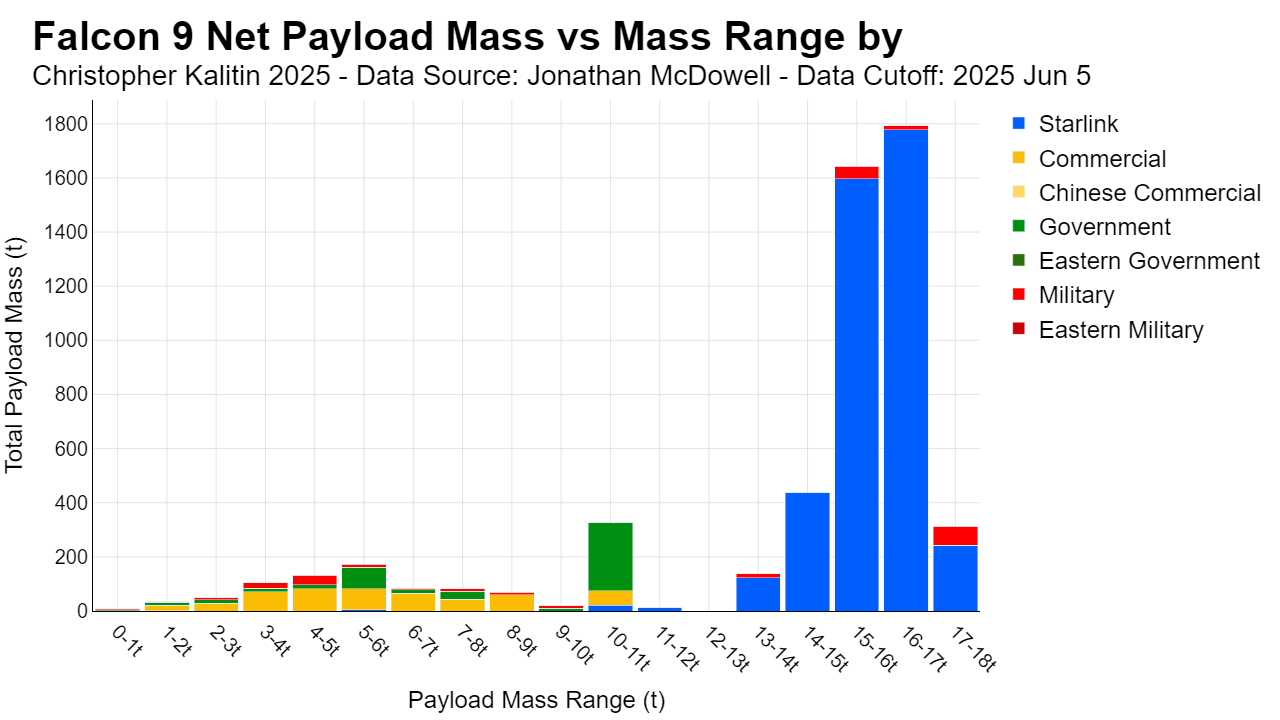 Falcon 9 Net Payload Mass vs Mass Range by
Christopher Kalitin 2025 - Data Source: Jonathan McDowell - Data Cutoff: 2025 Jun 5
Total Payload Mass (t)
1800
1600
1400
1200
1000
800
600
400
200
0
0-1t
1-2t
2-3t
3-4t
4-5t
5-6t
6-7t
7-8t
8-9t
9-10t
10-11t
11-12t
12-13t
13-14t
14-15t
15-16t
16-17t
17-18t
Payload Mass Range (t)
Starlink
Commercial
Chinese Commercial
Government
Eastern Government
Military
Eastern Military